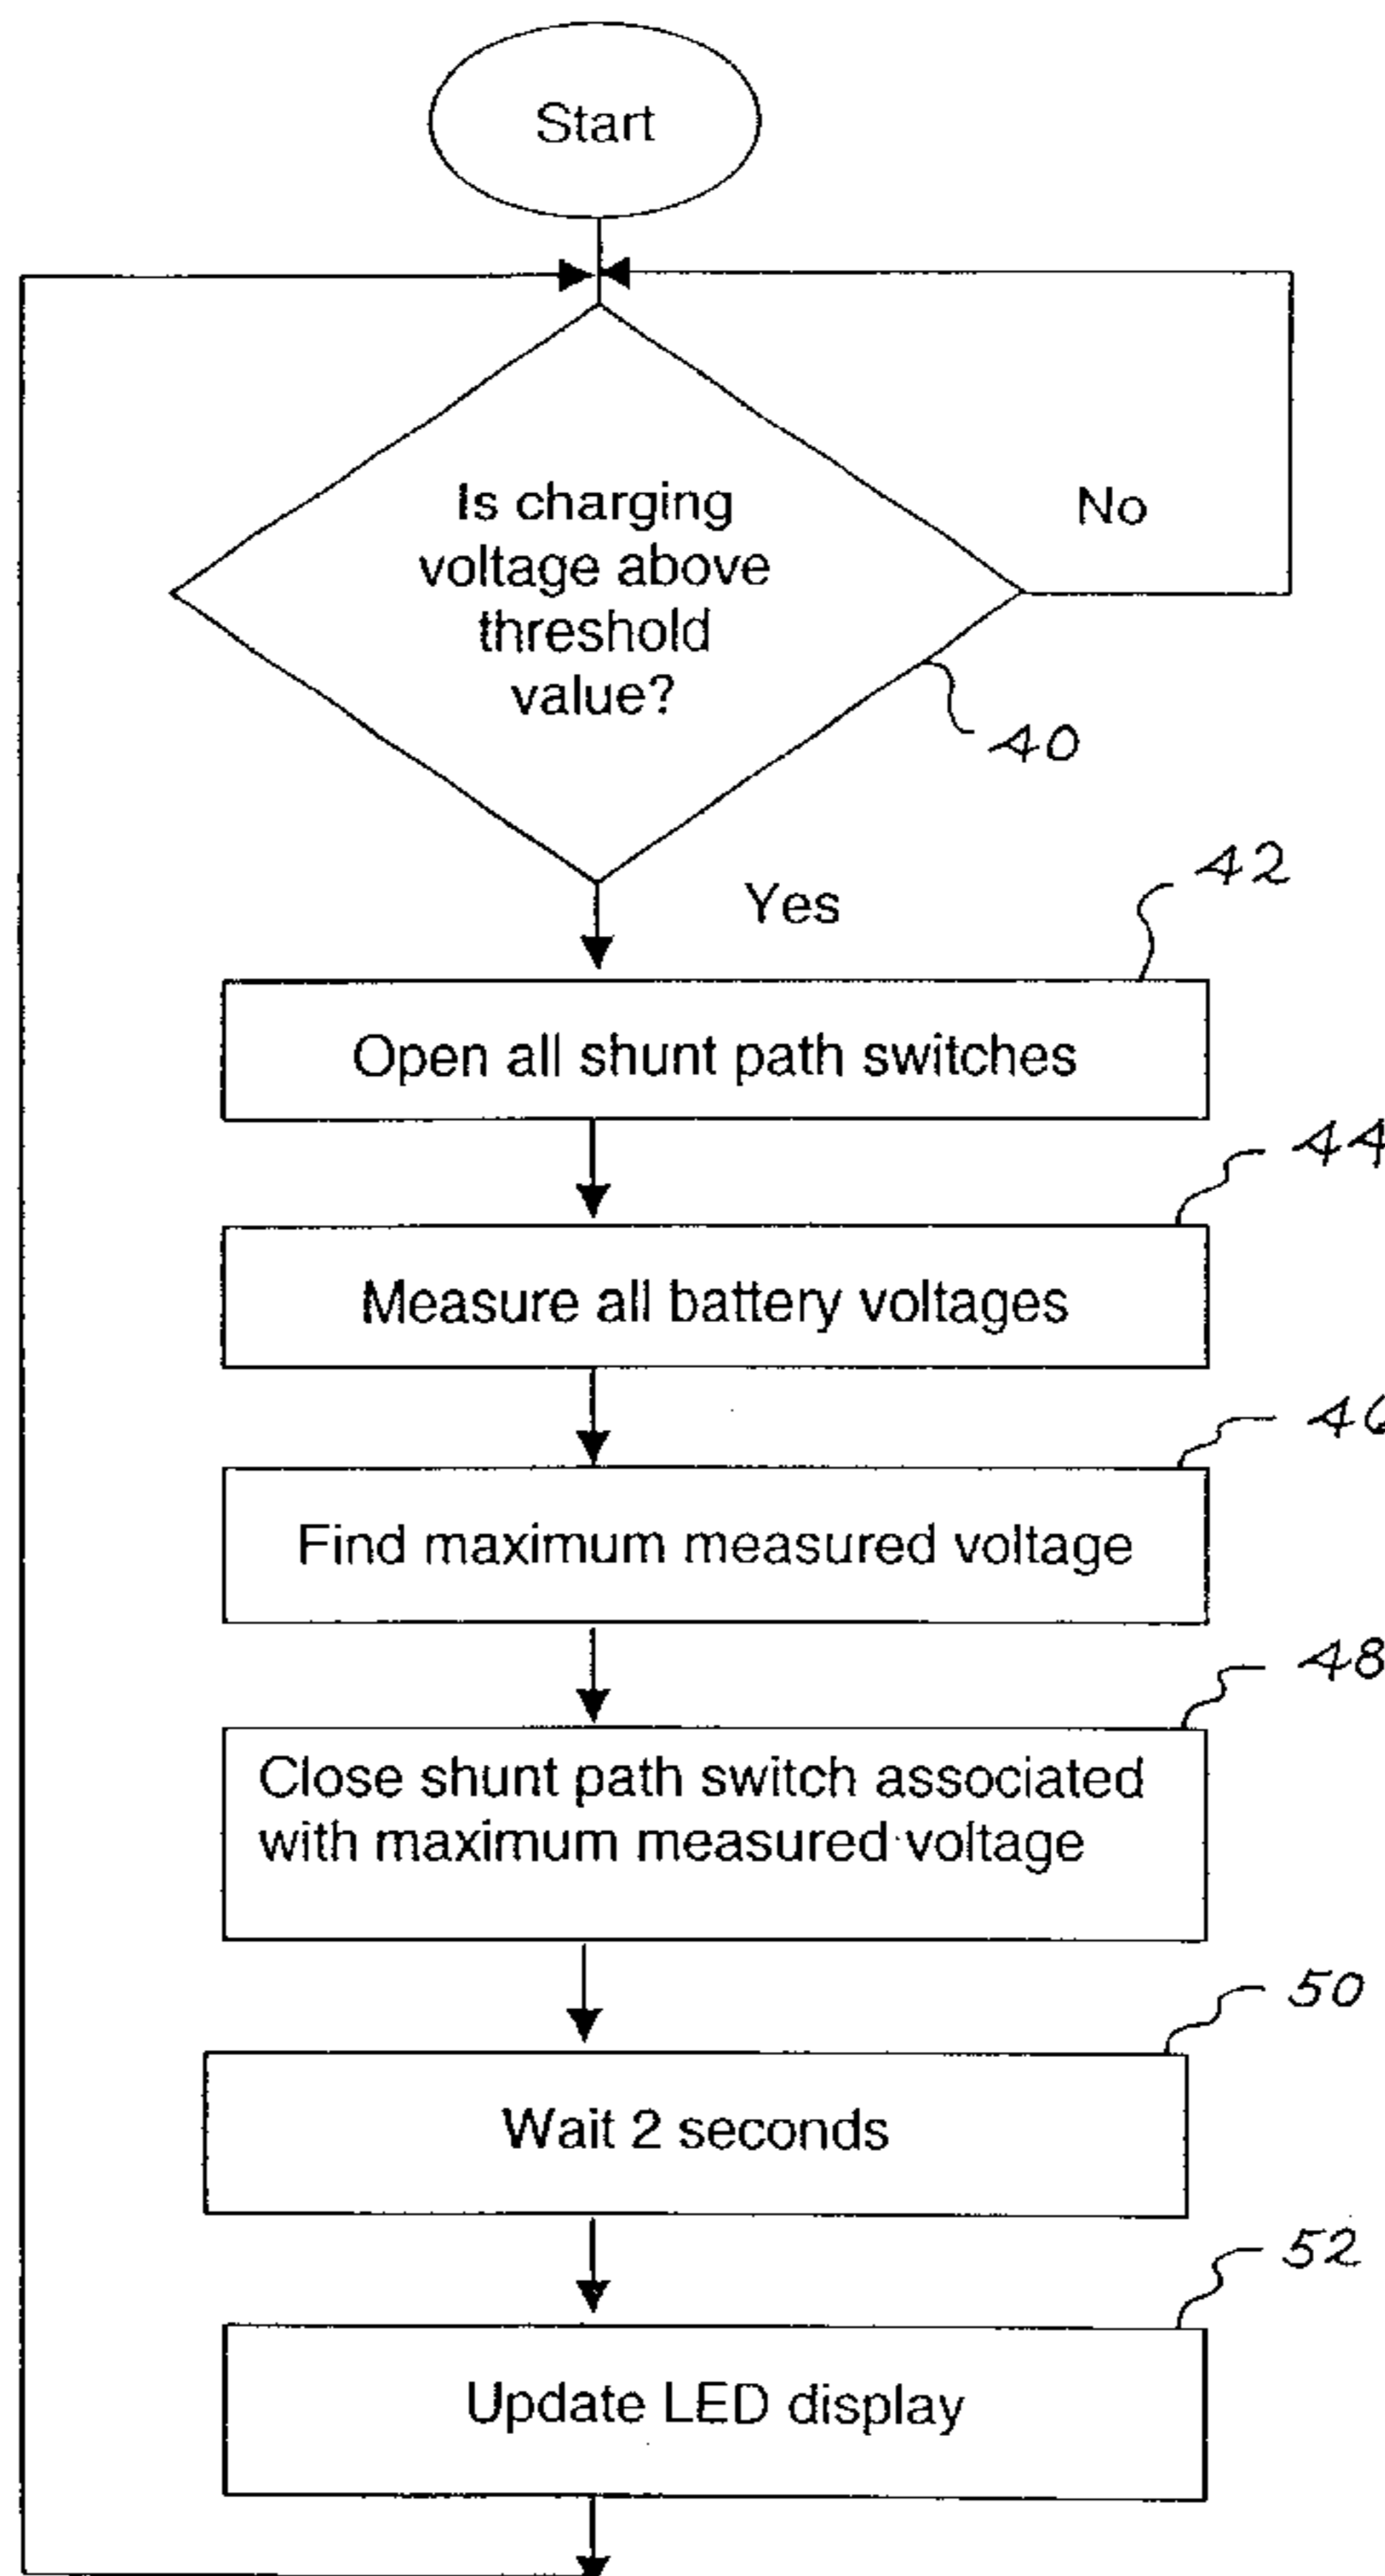 Start
Is charging
voltage above
threshold
value?
No
40
Yes
42
Open all shunt path switches
44
Measure all battery voltages
Find maximum measured voltage
48
Close shunt path switch associated
with maximum measured voltage
50
Wait 2 seconds
52
Update LED display